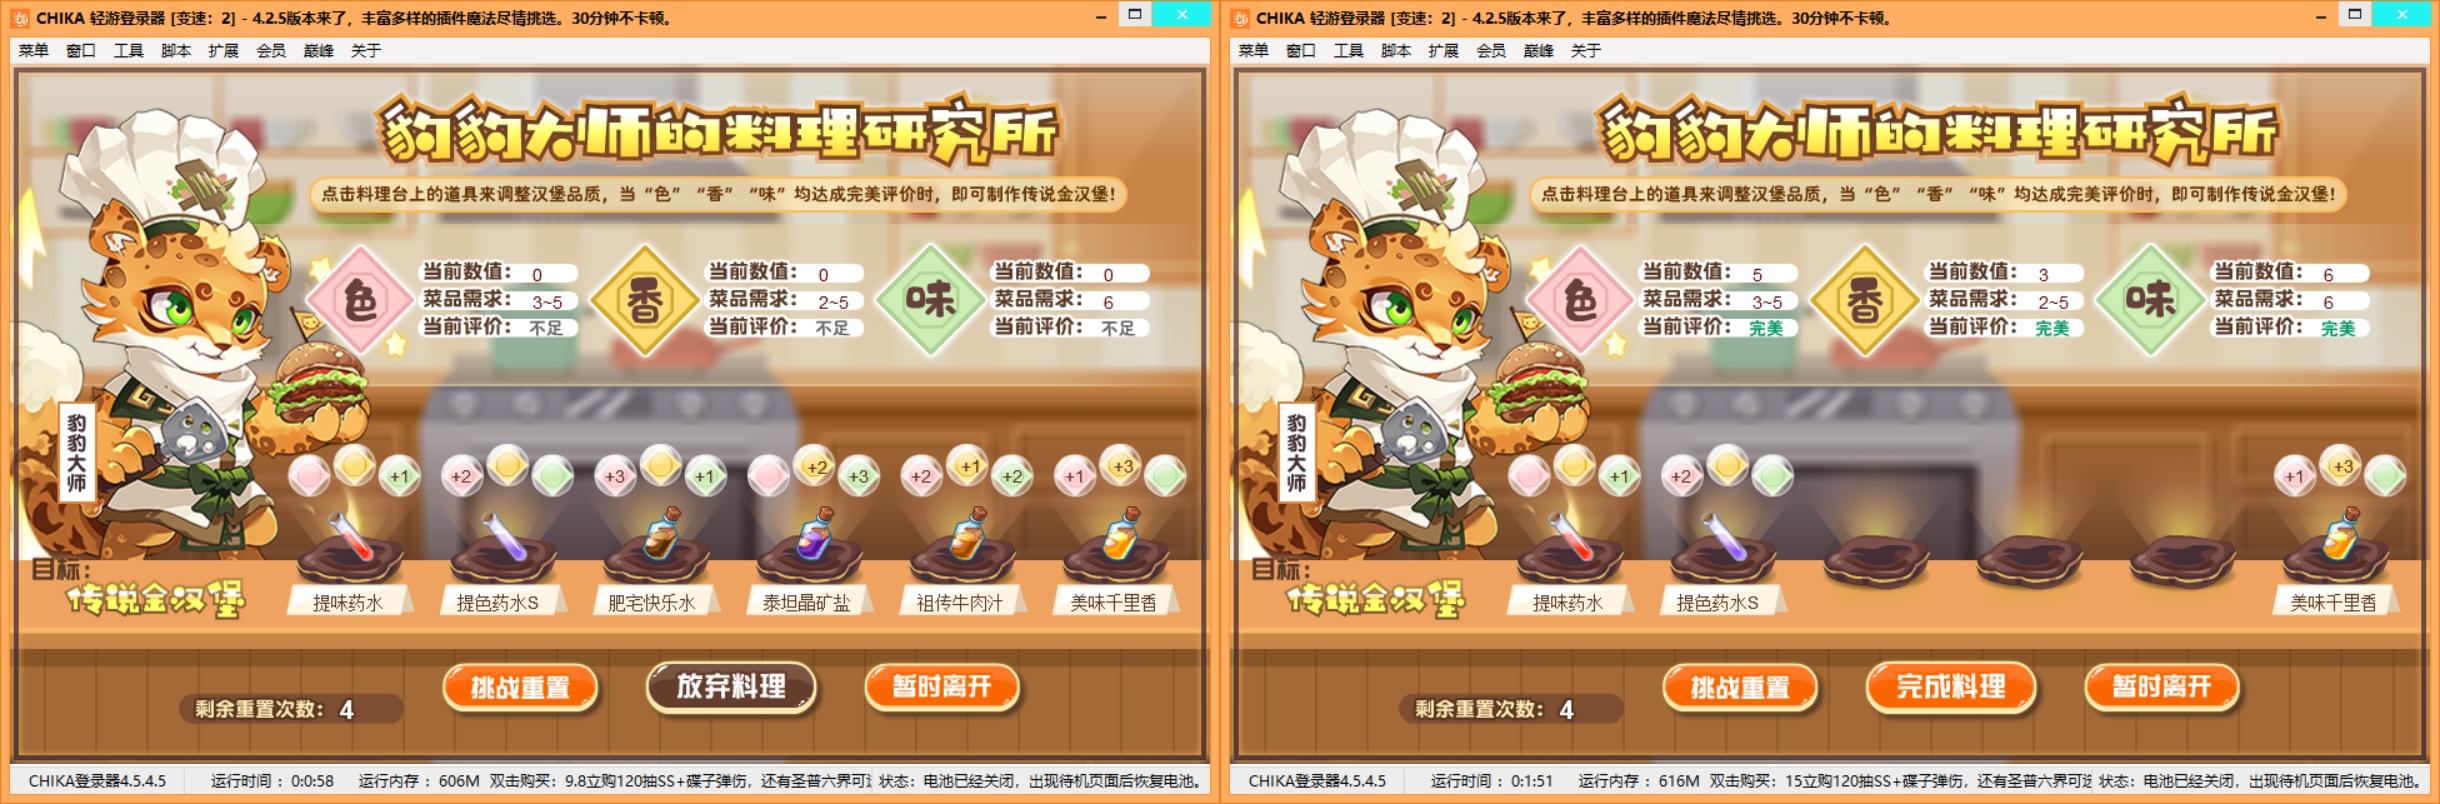 CHIKA 轻游登录器 [变速：2] - 4.2.5版本来了，丰富多样的插件魔法尽情挑选。30分钟不卡顿。
菜单 窗口 工具 脚本 扩展 会员 巅峰 关于
豹豹大师的料理研究所
点击料理台上的道具来调整汉堡品质，当“色”“香”“味”均达成完美评价时，即可制作传说金汉堡!
色 当前数值： 0 香 当前数值： 0 味 当前数值： 0
菜品需求： 3~5 菜品需求： 2~5 菜品需求： 6
当前评价： 不足 当前评价： 不足 当前评价： 不足
豹豹大师
+1 +2 +3 +1 +2 +3 +2 +1 +2 +1 +3
目标：
传说金汉堡
提味药水 提色药水S 肥宅快乐水 泰坦晶矿盐 祖传牛肉汁 美味千里香
挑战重置 放弃料理 暂时离开
剩余重置次数： 4
CHIKA登录器4.5.4.5 运行时间 ：0:0:58 运行内存 ：606M 双击购买：9.8立购120抽SS+碟子弹伤，还有圣普六界可 状态：电池已经关闭，出现待机页面后恢复电池。
CHIKA 轻游登录器 [变速：2] - 4.2.5版本来了，丰富多样的插件魔法尽情挑选。30分钟不卡顿。
菜单 窗口 工具 脚本 扩展 会员 巅峰 关于
豹豹大师的料理研究所
点击料理台上的道具来调整汉堡品质，当“色”“香”“味”均达成完美评价时，即可制作传说金汉堡!
色 当前数值： 5 香 当前数值： 3 味 当前数值： 6
菜品需求： 3~5 菜品需求： 2~5 菜品需求： 6
当前评价： 完美 当前评价： 完美 当前评价： 完美
豹豹大师
+1 +2 +1 +3
目标：
传说金汉堡
提味药水 提色药水S 美味千里香
挑战重置 完成料理 暂时离开
剩余重置次数： 4
CHIKA登录器4.5.4.5 运行时间 ：0:1:51 运行内存 ：616M 双击购买：15立购120抽SS+碟子弹伤，还有圣普六界可 状态：电池已经关闭，出现待机页面后恢复电池。